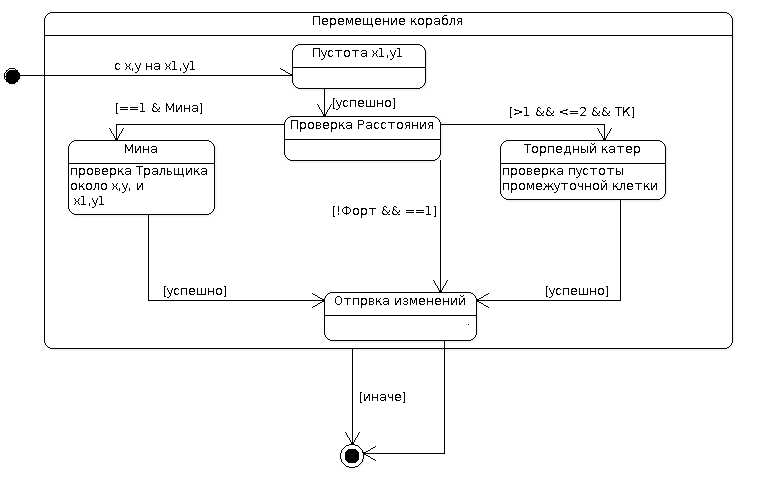 Перемещение корабля
Пустота x1,y1
с x,y на x1,y1
[успешно]
[==1 & Мина]
[>1 && <=2 && ТК]
Проверка Расстояния
Мина
проверка Тральщика
около x,y, и
x1,y1
Торпедный катер
проверка пустоты
промежуточной клетки
[!Форт && ==1]
[успешно]
[успешно]
Отпрвка изменений
[иначе]